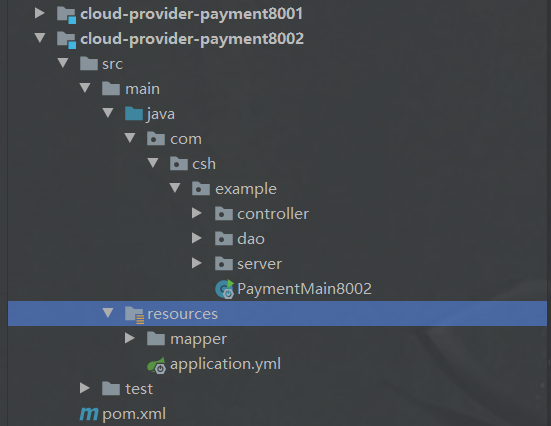 cloud-provider-payment8001
cloud-provider-payment8002
src
main
java
com
csh
example
controller
dao
server
PaymentMain8002
resources
mapper
application.yml
test
pom.xml